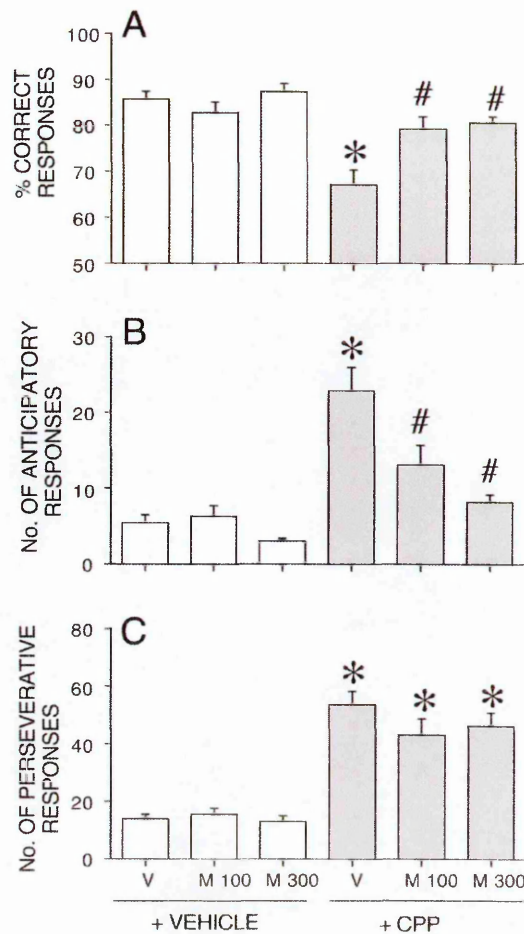 A
% CORRECT
RESPONSES
100
90
80
70
60
50
*
#
#
B
No. OF ANTICIPATORY
RESPONSES
30
20
10
0
*
#
#
C
No. OF PERSEVERATIVE
RESPONSES
80
60
40
20
0
*
*
*
V M 100 M 300 V M 100 M 300
+ VEHICLE + CPP